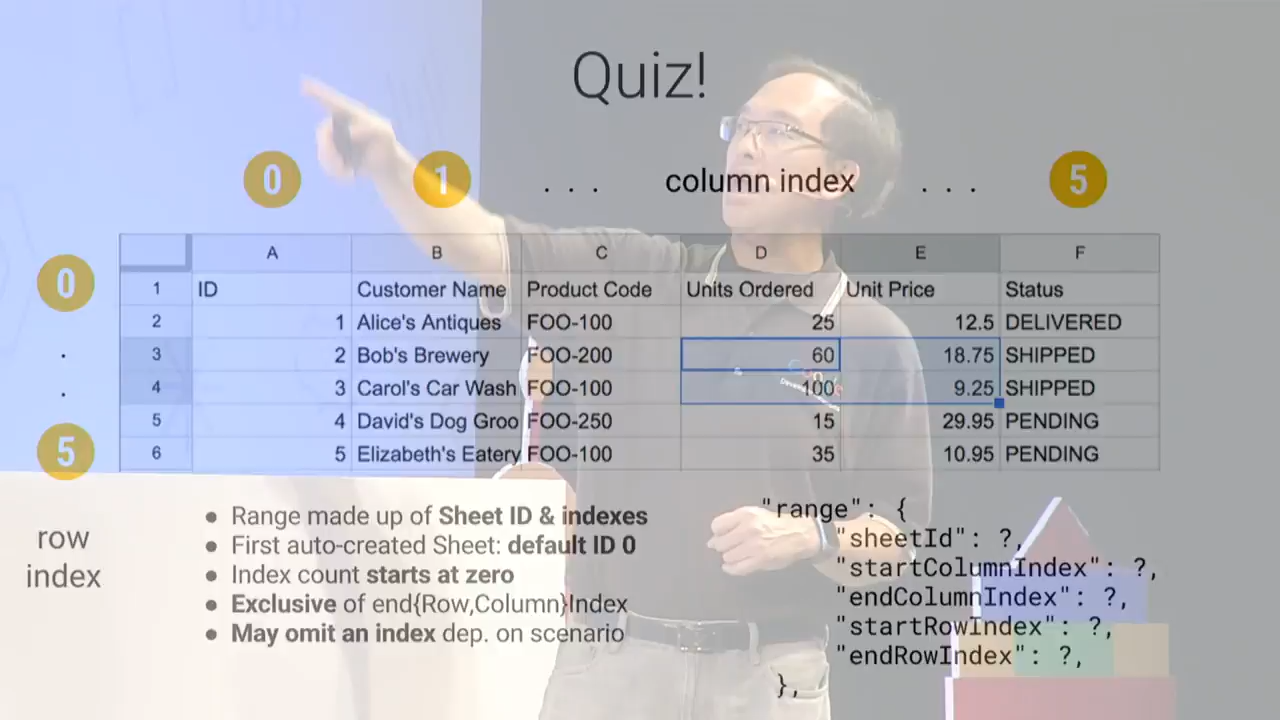 Quiz!
0 1 . . . column index . . . 5
A B C D E F
0
1 ID Customer Name Product Code Units Ordered Unit Price Status
2 1 Alice's Antiques FOO-100 25 12.5 DELIVERED
3 2 Bob's Brewery FOO-200 60 18.75 SHIPPED
4 3 Carol's Car Wash FOO-100 100 9.25 SHIPPED
5 4 David's Dog Groo FOO-250 15 29.95 PENDING
6 5 Elizabeth's Eatery FOO-100 35 10.95 PENDING
5
row
index
● Range made up of Sheet ID & indexes
● First auto-created Sheet: default ID 0
● Index count starts at zero
● Exclusive of end{Row,Column}Index
● May omit an index dep. on scenario
"range": {
"sheetId": ?,
"startColumnIndex": ?,
"endColumnIndex": ?,
"startRowIndex": ?,
"endRowIndex": ?,
},